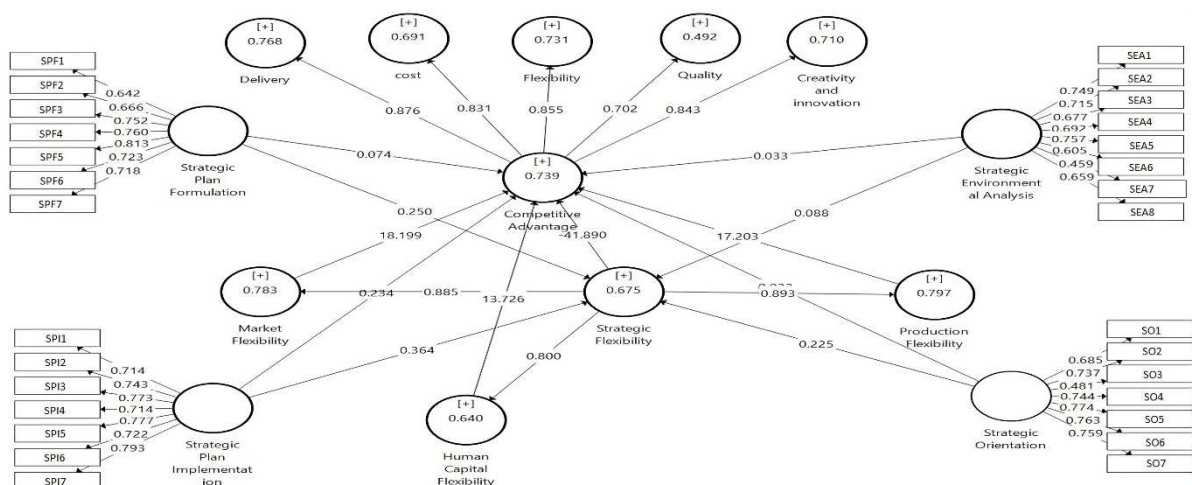 [+]
0.768
Delivery
[+]
0.691
cost
[+]
0.731
Flexibility
[+]
0.492
Quality
[+]
0.710
Creativity
and
innovation
0.876
0.831
0.855
0.702
0.843
SPF1
SPF2
SPF3
SPF4
SPF5
SPF6
SPF7
0.642
0.666
0.752
0.760
0.813
0.723
0.718
Strategic
Plan
Formulation
SEA1
SEA2
SEA3
SEA4
SEA5
SEA6
SEA7
SEA8
0.749
0.715
0.677
0.692
0.757
0.605
0.459
0.659
Strategic
Environment
al Analysis
0.074
0.033
[+]
0.739
Competitive
Advantage
0.250
0.088
18.199
-41.890
17.203
[+]
0.783
Market
Flexibility
0.234
0.885
13.726
[+]
0.675
Strategic
Flexibility
0.893
[+]
0.797
Production
Flexibility
0.364
0.800
0.225
[+]
0.640
Human
Capital
Flexibility
SPI1
SPI2
SPI3
SPI4
SPI5
SPI6
SPI7
0.714
0.743
0.773
0.714
0.777
0.722
0.793
Strategic
Plan
Implementat
ion
SO1
SO2
SO3
SO4
SO5
SO6
SO7
0.685
0.737
0.481
0.744
0.774
0.763
0.759
Strategic
Orientation